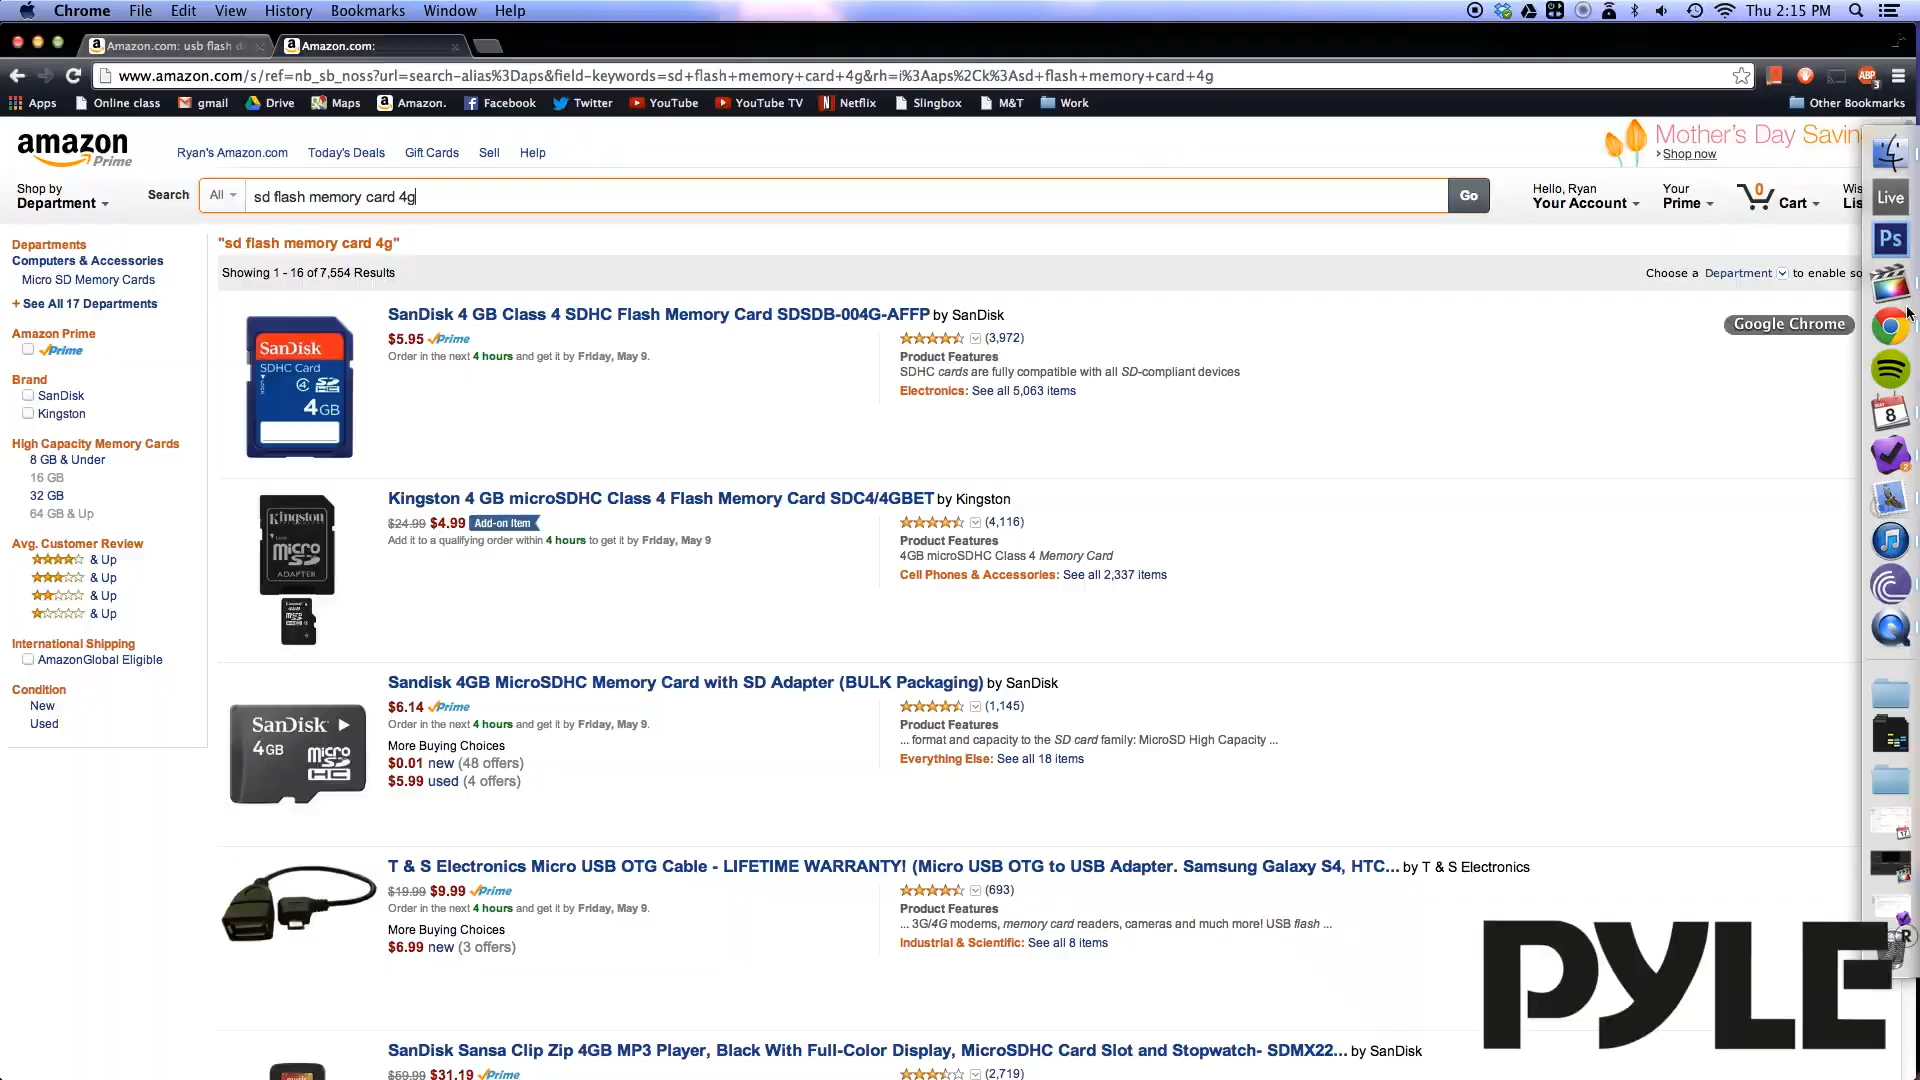 Chrome File Edit View History Bookmarks Window Help Thu 2:15 PM
Amazon.com: usb flash d Amazon.com:
www.amazon.com/s/ref=nb_sb_noss?url=search-alias%3Daps&field-keywords=sd+flash+memory+card+4g&rh=i%3Aaps%2Ck%3Asd+flash+memory+card+4g
ABP 3
Apps Online class gmail Drive Maps Amazon. Facebook Twitter YouTube YouTube TV Netflix Slingbox M&T Work Other Bookmarks
amazon Prime
Ryan's Amazon.com Today's Deals Gift Cards Sell Help
Mother's Day Savin
Shop now
Shop by
Department
Search All sd flash memory card 4g Go
Hello, Ryan
Your Account
Your
Prime
0 Cart
Wis
Lis
Departments
Computers & Accessories
Micro SD Memory Cards
+ See All 17 Departments
Amazon Prime
Prime
Brand
SanDisk
Kingston
High Capacity Memory Cards
8 GB & Under
16 GB
32 GB
64 GB & Up
Avg. Customer Review
& Up
& Up
& Up
& Up
International Shipping
AmazonGlobal Eligible
Condition
New
Used
"sd flash memory card 4g"
Showing 1 - 16 of 7,554 Results
Choose a Department to enable so
SanDisk
SDHC Card
4
4GB
SanDisk 4 GB Class 4 SDHC Flash Memory Card SDSDB-004G-AFFP by SanDisk
$5.95 Prime
Order in the next 4 hours and get it by Friday, May 9.
(3,972)
Product Features
SDHC cards are fully compatible with all SD-compliant devices
Electronics: See all 5,063 items
Kingston
micro
SD
ADAPTER
Kingston 4 GB microSDHC Class 4 Flash Memory Card SDC4/4GBET by Kingston
$24.99 $4.99 Add-on Item
Add it to a qualifying order within 4 hours to get it by Friday, May 9
(4,116)
Product Features
4GB microSDHC Class 4 Memory Card
Cell Phones & Accessories: See all 2,337 items
SanDisk
4GB micro
SD
HC
Sandisk 4GB MicroSDHC Memory Card with SD Adapter (BULK Packaging) by SanDisk
$6.14 Prime
Order in the next 4 hours and get it by Friday, May 9.
More Buying Choices
$0.01 new (48 offers)
$5.99 used (4 offers)
(1,145)
Product Features
... format and capacity to the SD card family: MicroSD High Capacity ...
Everything Else: See all 18 items
T & S Electronics Micro USB OTG Cable - LIFETIME WARRANTY! (Micro USB OTG to USB Adapter. Samsung Galaxy S4, HTC... by T & S Electronics
$19.99 $9.99 Prime
Order in the next 4 hours and get it by Friday, May 9.
More Buying Choices
$6.99 new (3 offers)
(693)
Product Features
... 3G/4G modems, memory card readers, cameras and much more! USB flash ...
Industrial & Scientific: See all 8 items
SanDisk Sansa Clip Zip 4GB MP3 Player, Black With Full-Color Display, MicroSDHC Card Slot and Stopwatch- SDMX22... by SanDisk
$59.99 $31.19 Prime
(2,719)
Live
Ps
Google Chrome
8
2
17
PYLE
R